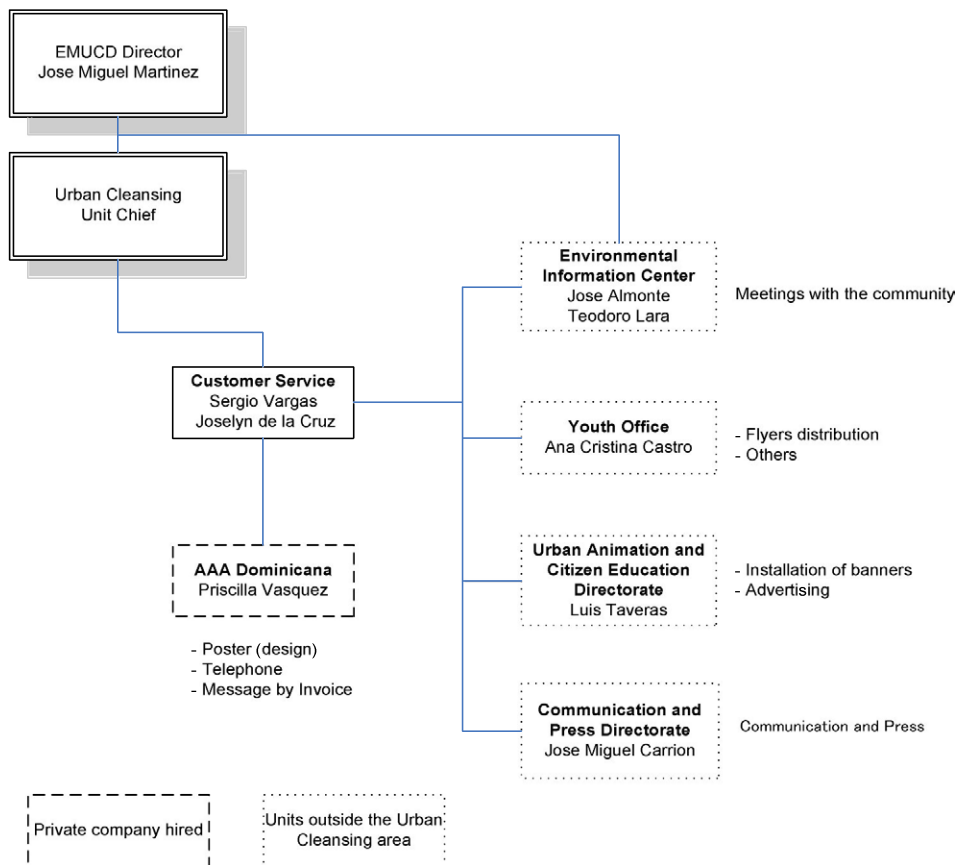 EMUCD Director
Jose Miguel Martinez
Urban Cleansing
Unit Chief
Environmental
Information Center
Jose Almonte
Teodoro Lara
Meetings with the community
Customer Service
Sergio Vargas
Joselyn de la Cruz
Youth Office
Ana Cristina Castro
- Flyers distribution
- Others
AAA Dominicana
Priscilla Vasquez
- Poster (design)
- Telephone
- Message by Invoice
Urban Animation and
Citizen Education
Directorate
Luis Taveras
- Installation of banners
- Advertising
Communication and
Press Directorate
Jose Miguel Carrion
Communication and Press
Private company hired
Units outside the Urban
Cleansing area